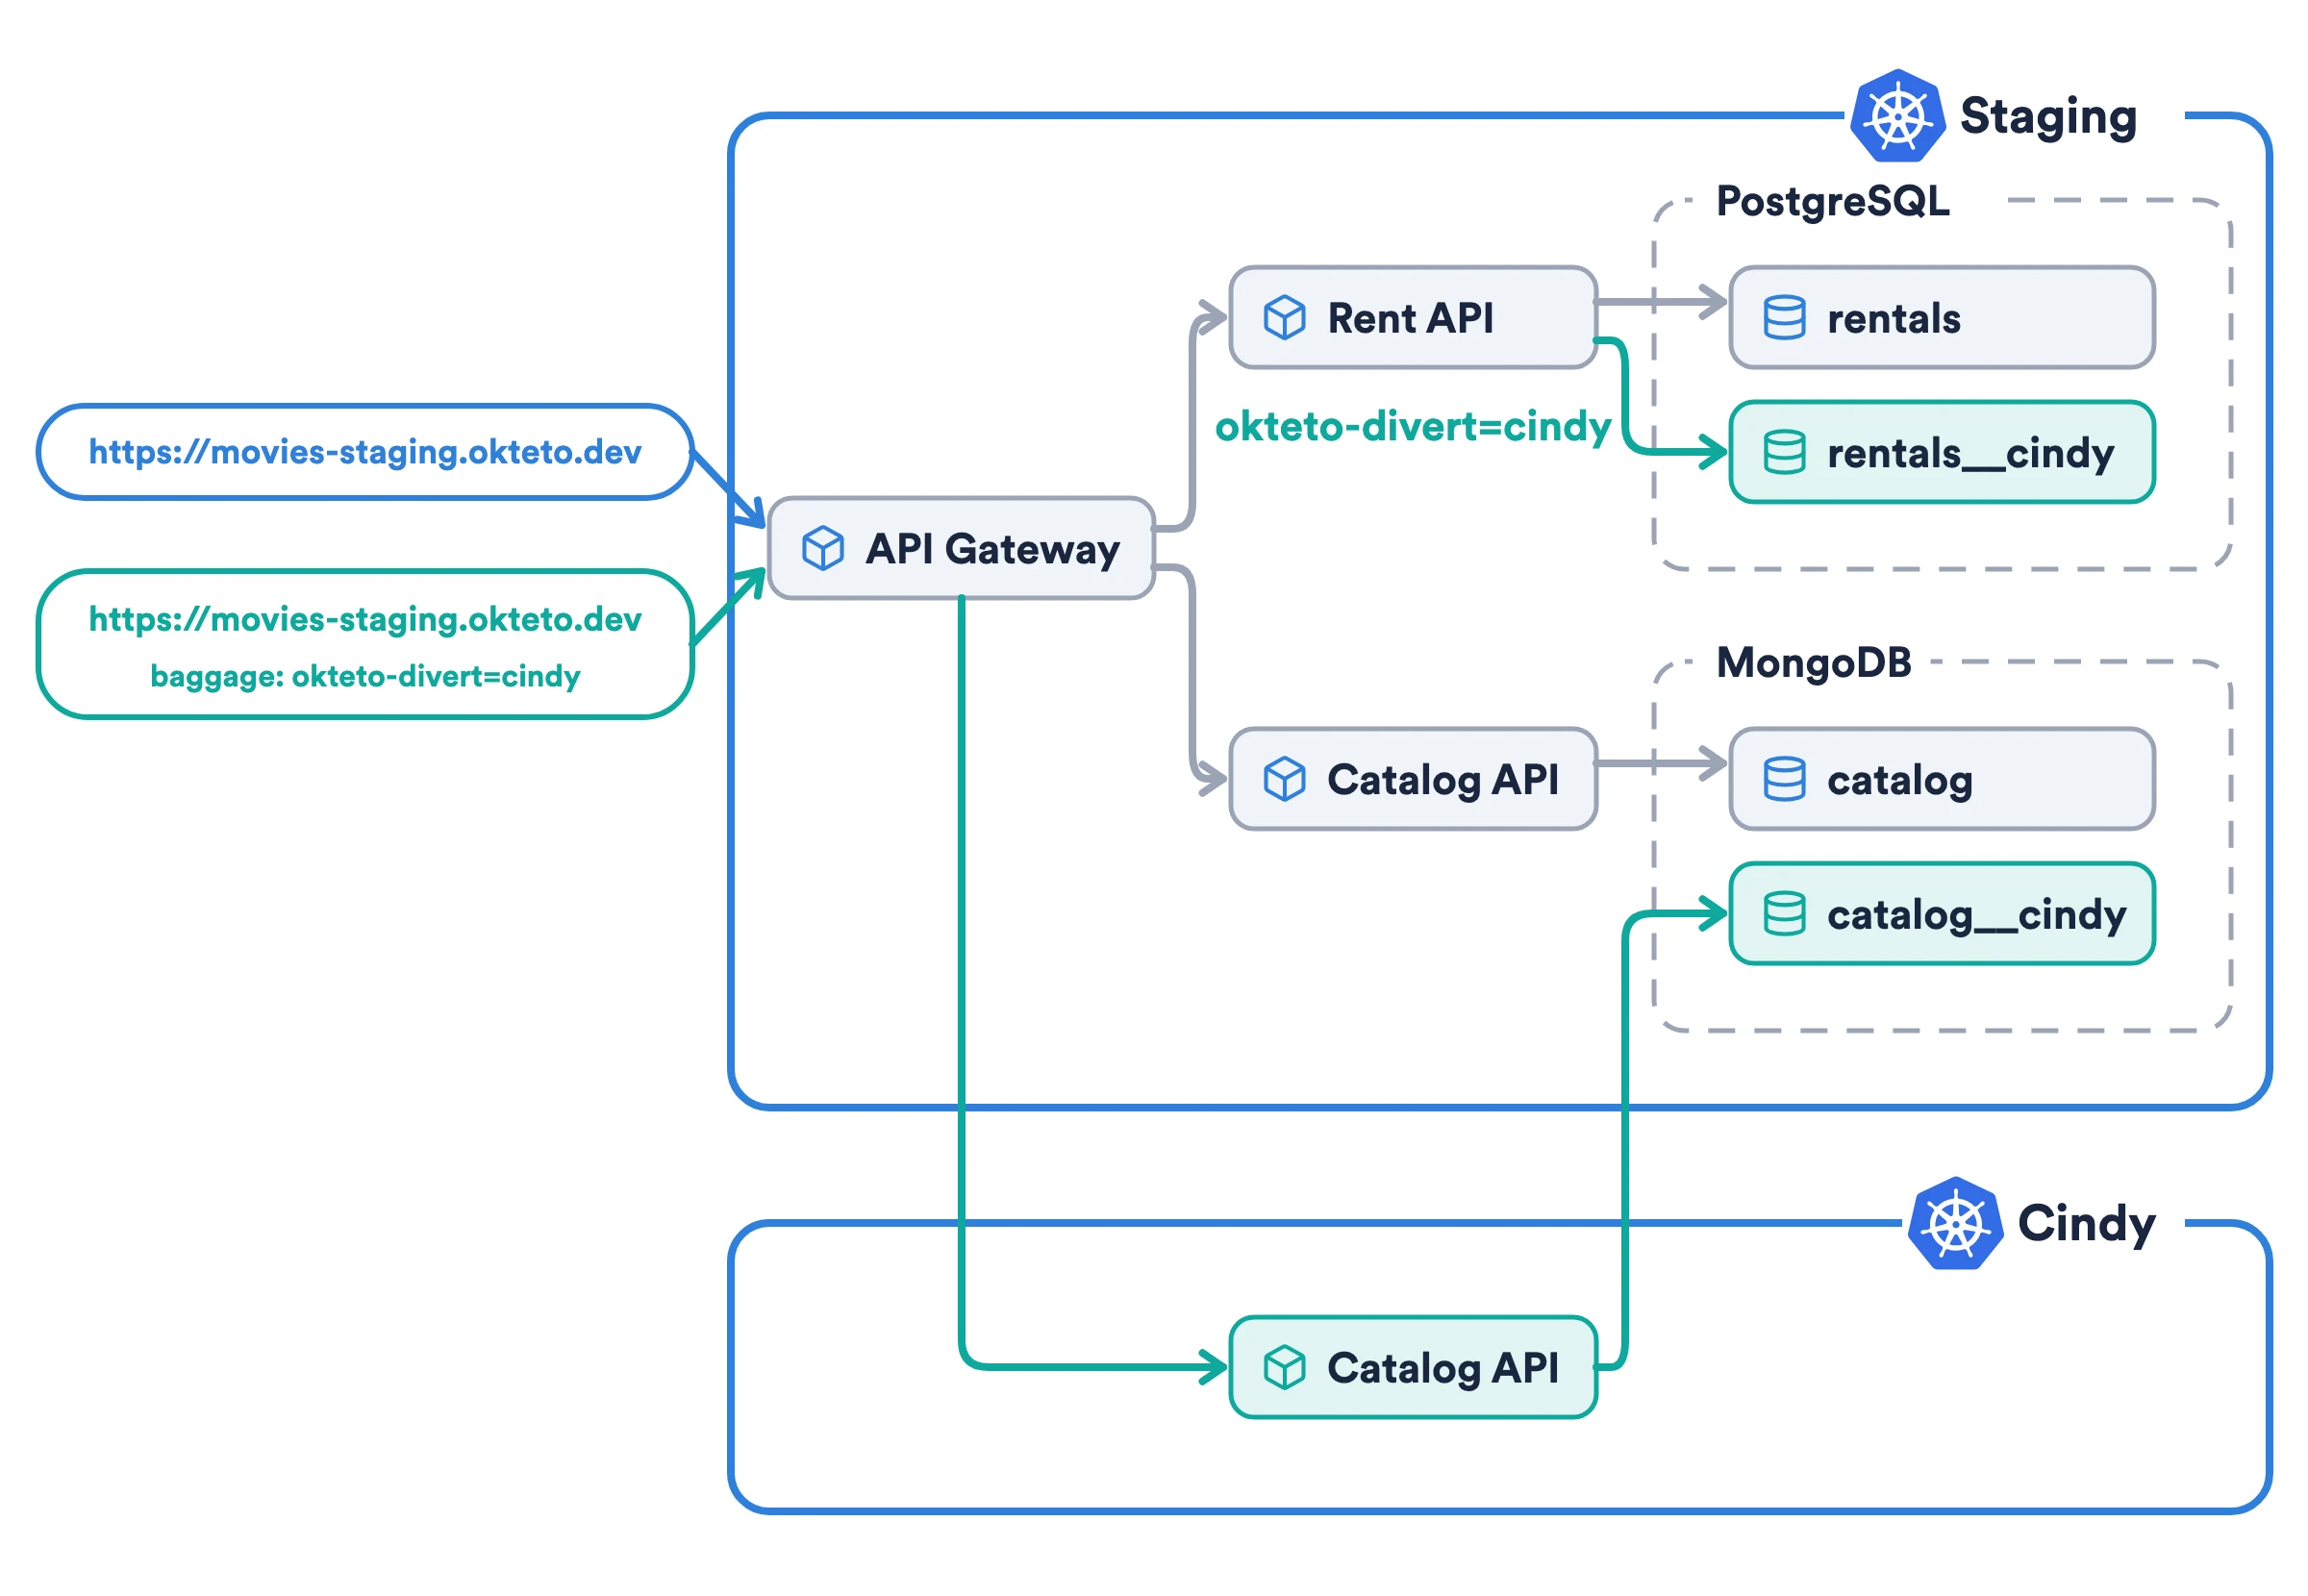 Staging
PostgreSQL
Rent API
rentals
okteto-divert=cindy
rentals__cindy
https://movies-staging.okteto.dev
API Gateway
https://movies-staging.okteto.dev
baggage: okteto-divert=cindy
MongoDB
Catalog API
catalog
catalog__cindy
Cindy
Catalog API